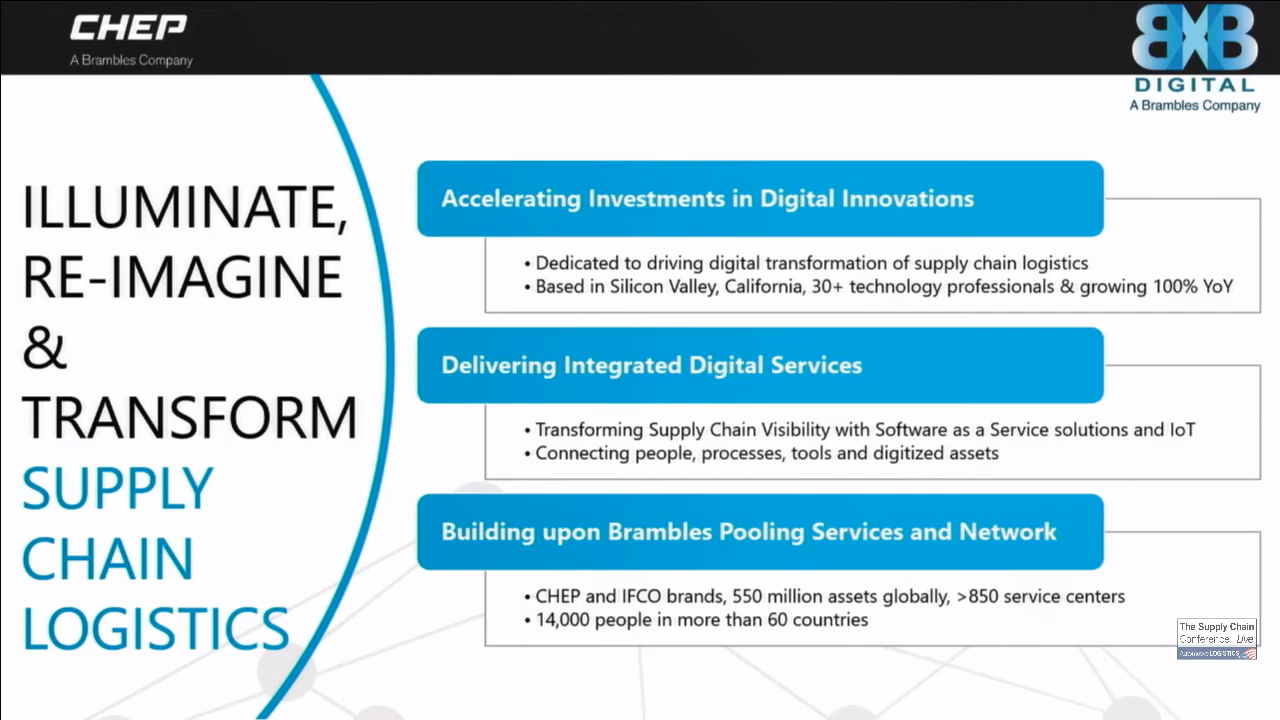 CHEP
A Brambles Company
BXB
DIGITAL
A Brambles Company
ILLUMINATE,
RE-IMAGINE
&
TRANSFORM
SUPPLY
CHAIN
LOGISTICS
Accelerating Investments in Digital Innovations
• Dedicated to driving digital transformation of supply chain logistics
• Based in Silicon Valley, California, 30+ technology professionals & growing 100% YoY
Delivering Integrated Digital Services
• Transforming Supply Chain Visibility with Software as a Service solutions and IoT
• Connecting people, processes, tools and digitized assets
Building upon Brambles Pooling Services and Network
• CHEP and IFCO brands, 550 million assets globally, >850 service centers
• 14,000 people in more than 60 countries
The Supply Chain
Conference Live
Automotive LOGISTICS